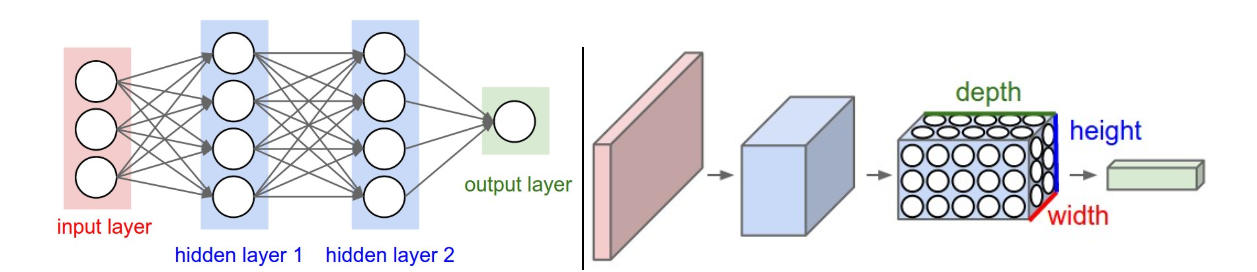 input layer
hidden layer 1
hidden layer 2
output layer
depth
height
width